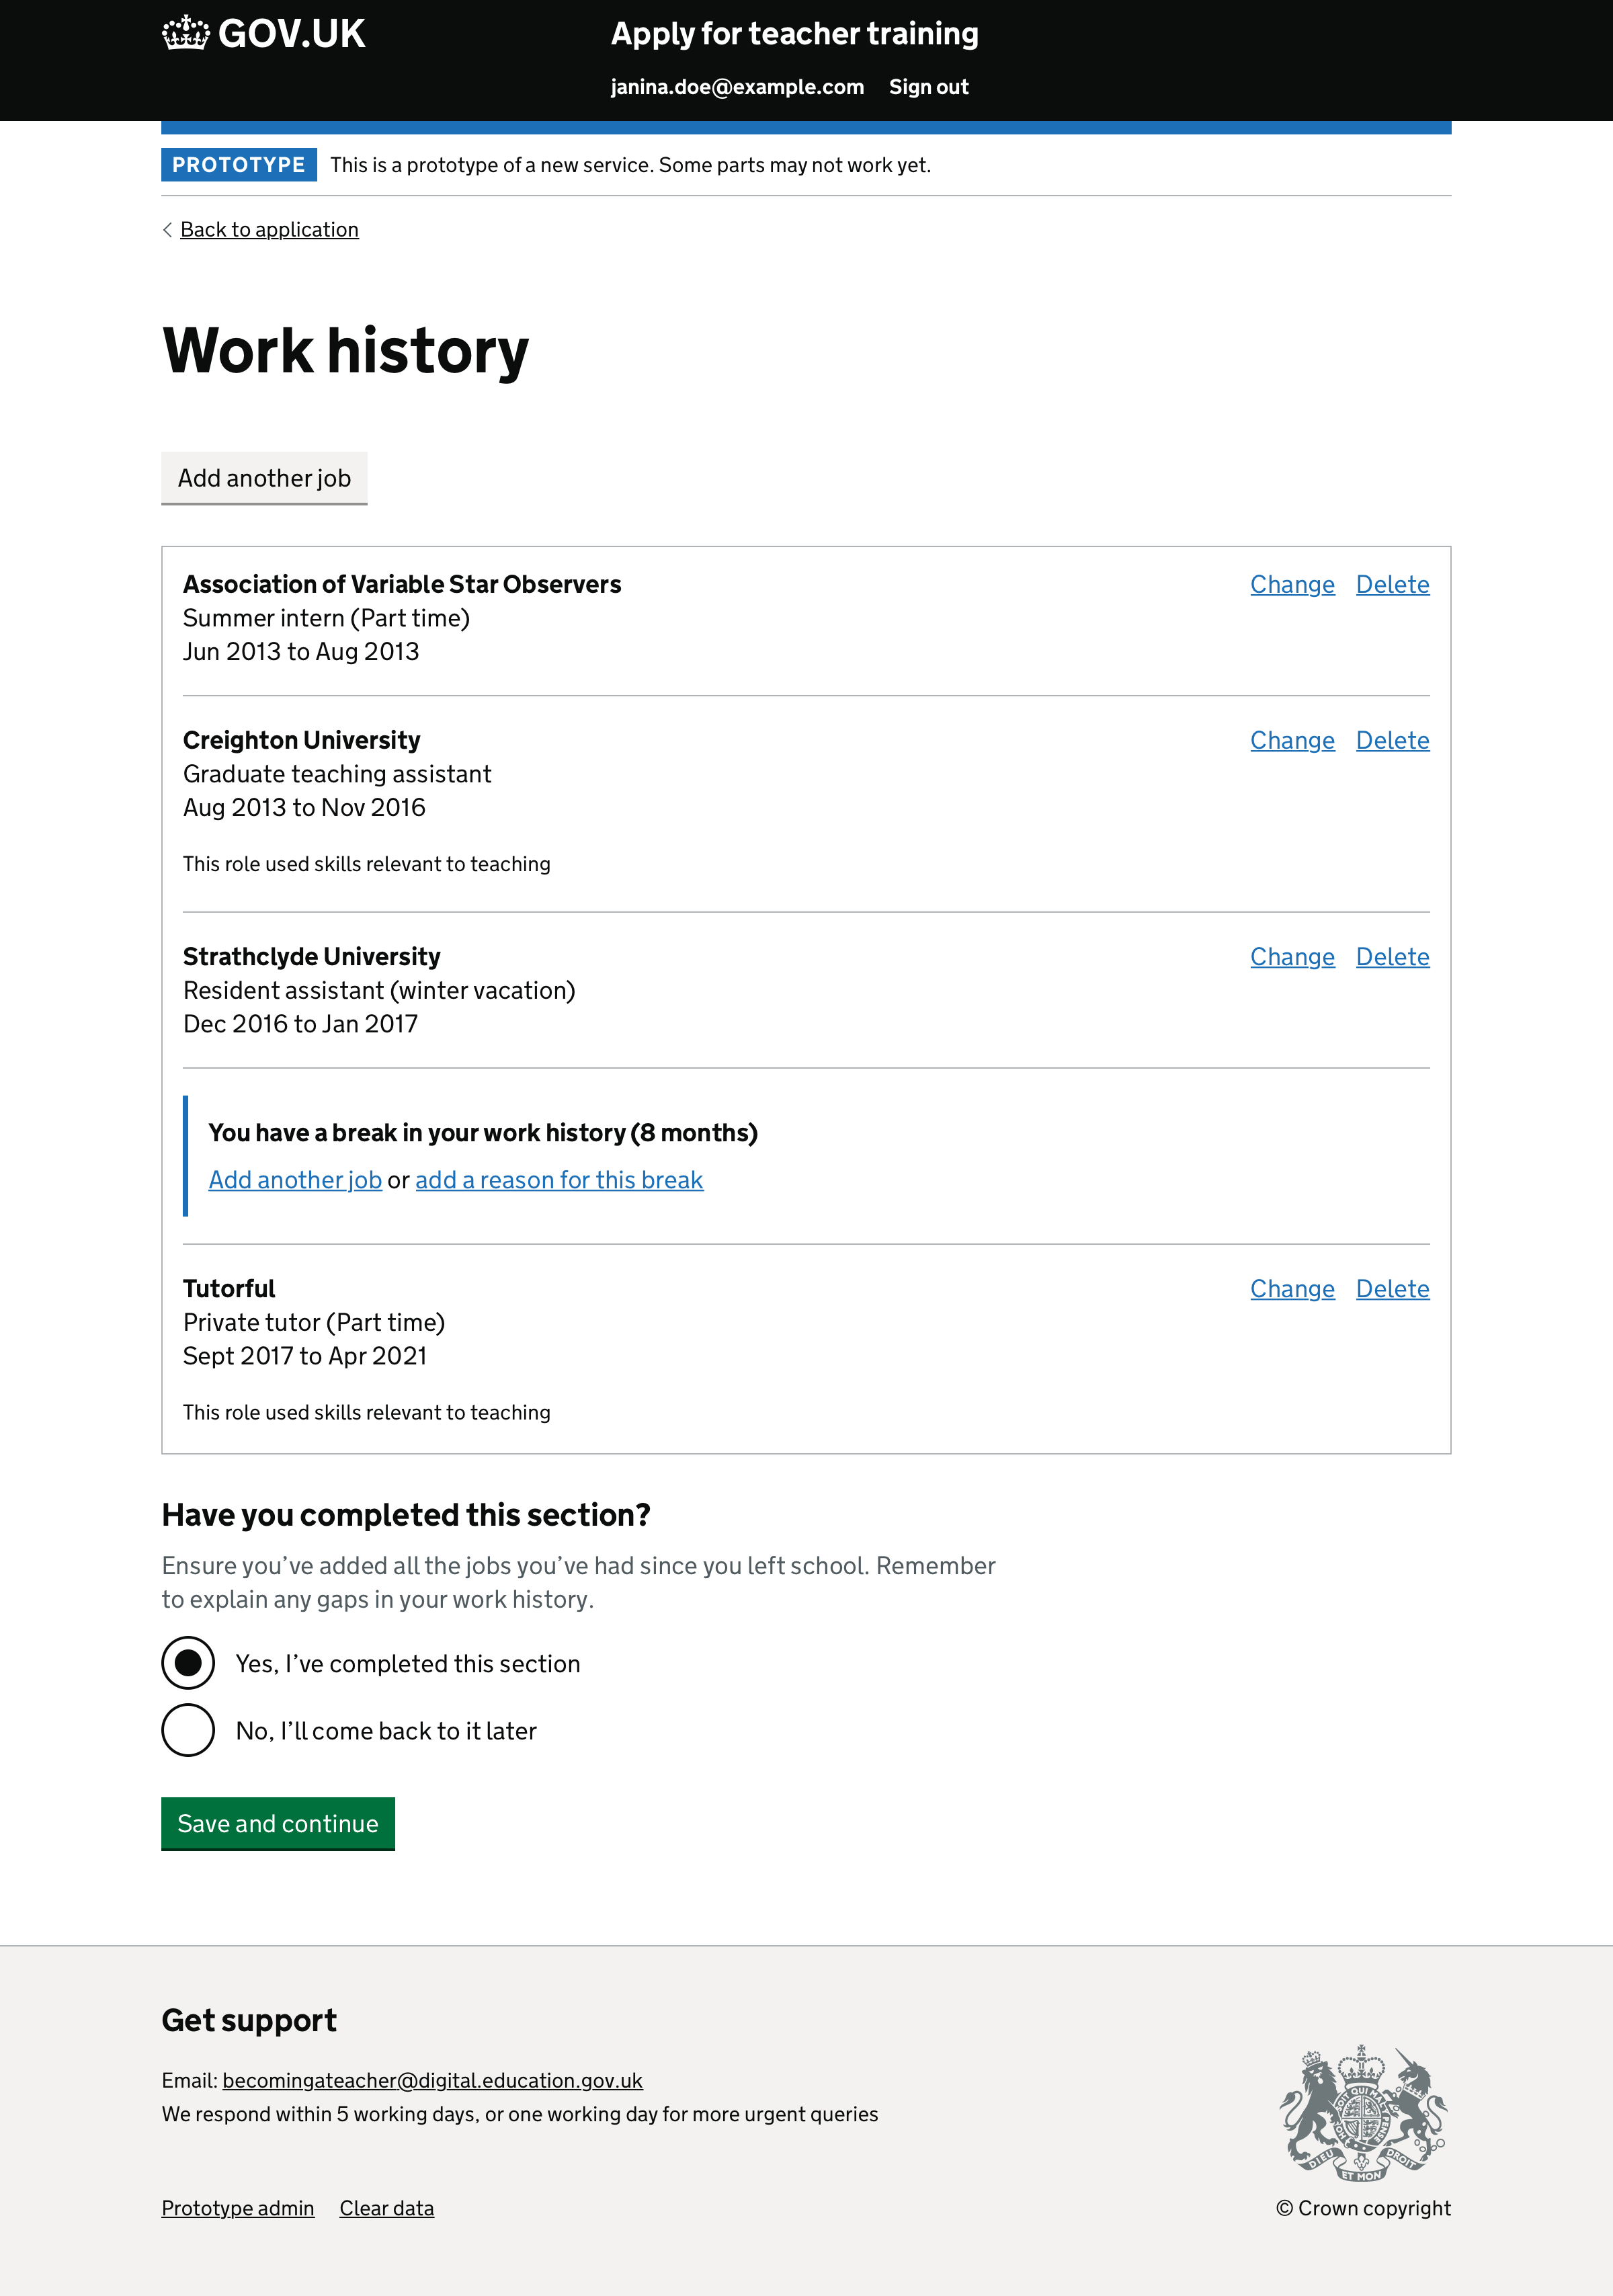 GOV.UK
Apply for teacher training
janina.doe@example.com Sign out
PROTOTYPE This is a prototype of a new service. Some parts may not work yet.
Back to application
Work history
Add another job
Association of Variable Star Observers Change Delete
Summer intern (Part time)
Jun 2013 to Aug 2013
Creighton University Change Delete
Graduate teaching assistant
Aug 2013 to Nov 2016
This role used skills relevant to teaching
Strathclyde University Change Delete
Resident assistant (winter vacation)
Dec 2016 to Jan 2017
You have a break in your work history (8 months)
Add another job or add a reason for this break
Tutorful Change Delete
Private tutor (Part time)
Sept 2017 to Apr 2021
This role used skills relevant to teaching
Have you completed this section?
Ensure you’ve added all the jobs you’ve had since you left school. Remember
to explain any gaps in your work history.
Yes, I’ve completed this section
No, I’ll come back to it later
Save and continue
Get support
Email: becomingateacher@digital.education.gov.uk
We respond within 5 working days, or one working day for more urgent queries
DIEU ET MON DROIT
Prototype admin Clear data
© Crown copyright